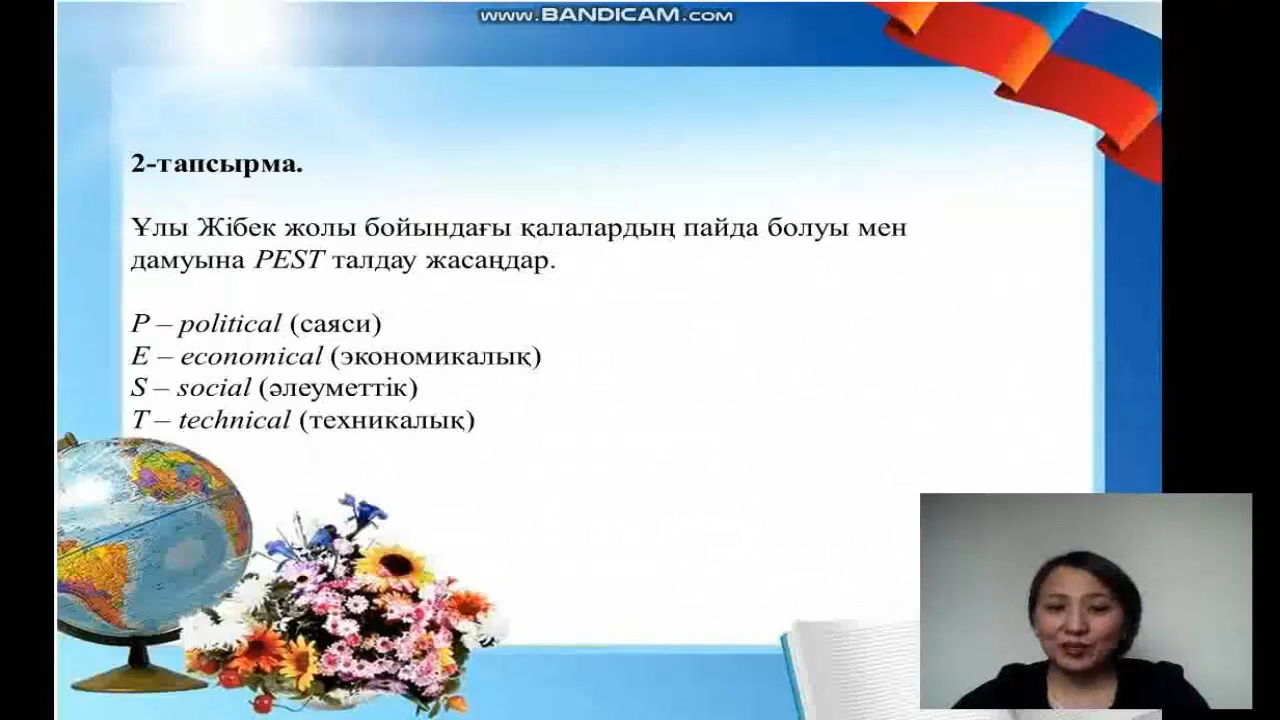 www.BANDICAM.com
2-тапсырма.
Ұлы Жібек жолы бойындағы қалалардың пайда болуы мен
дамуына PEST талдау жасаңдар.
P – political (саяси)
E – economical (экономикалық)
S – social (әлеуметтік)
T – technical (техникалық)